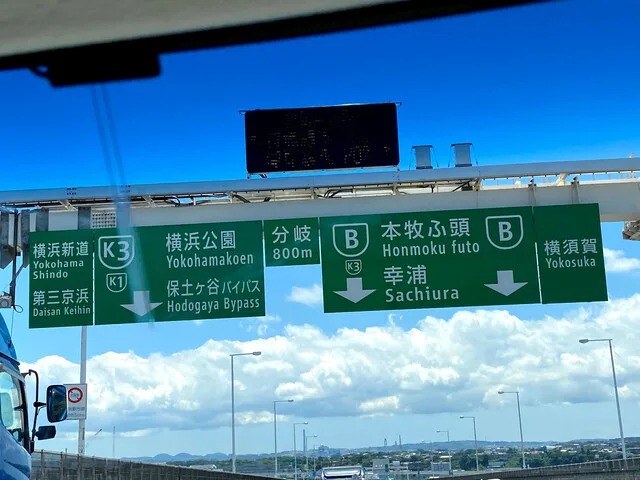 横浜新道
Yokohama
Shindo
第三京浜
Daisan Keihin
K3
K1
横浜公園
Yokohamakoen
保土ヶ谷バイパス
Hodogaya Bypass
分岐
800m
B
K3
本牧ふ頭
Honmoku futo
幸浦
Sachiura
B
横須賀
Yokosuka